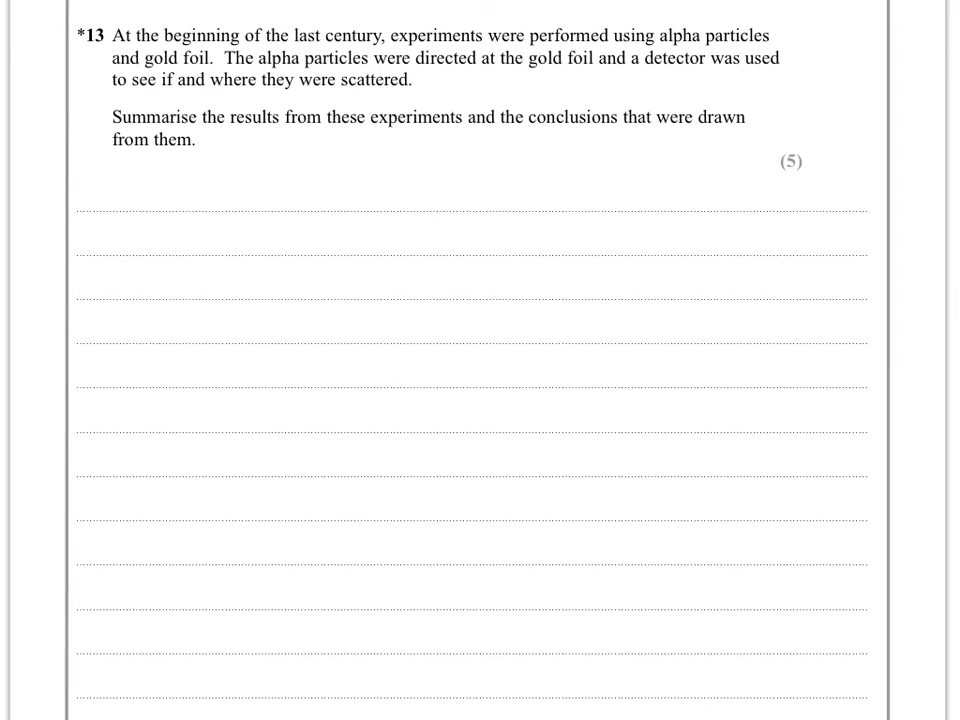 *13 At the beginning of the last century, experiments were performed using alpha particles
and gold foil. The alpha particles were directed at the gold foil and a detector was used
to see if and where they were scattered.
Summarise the results from these experiments and the conclusions that were drawn
from them.
(5)